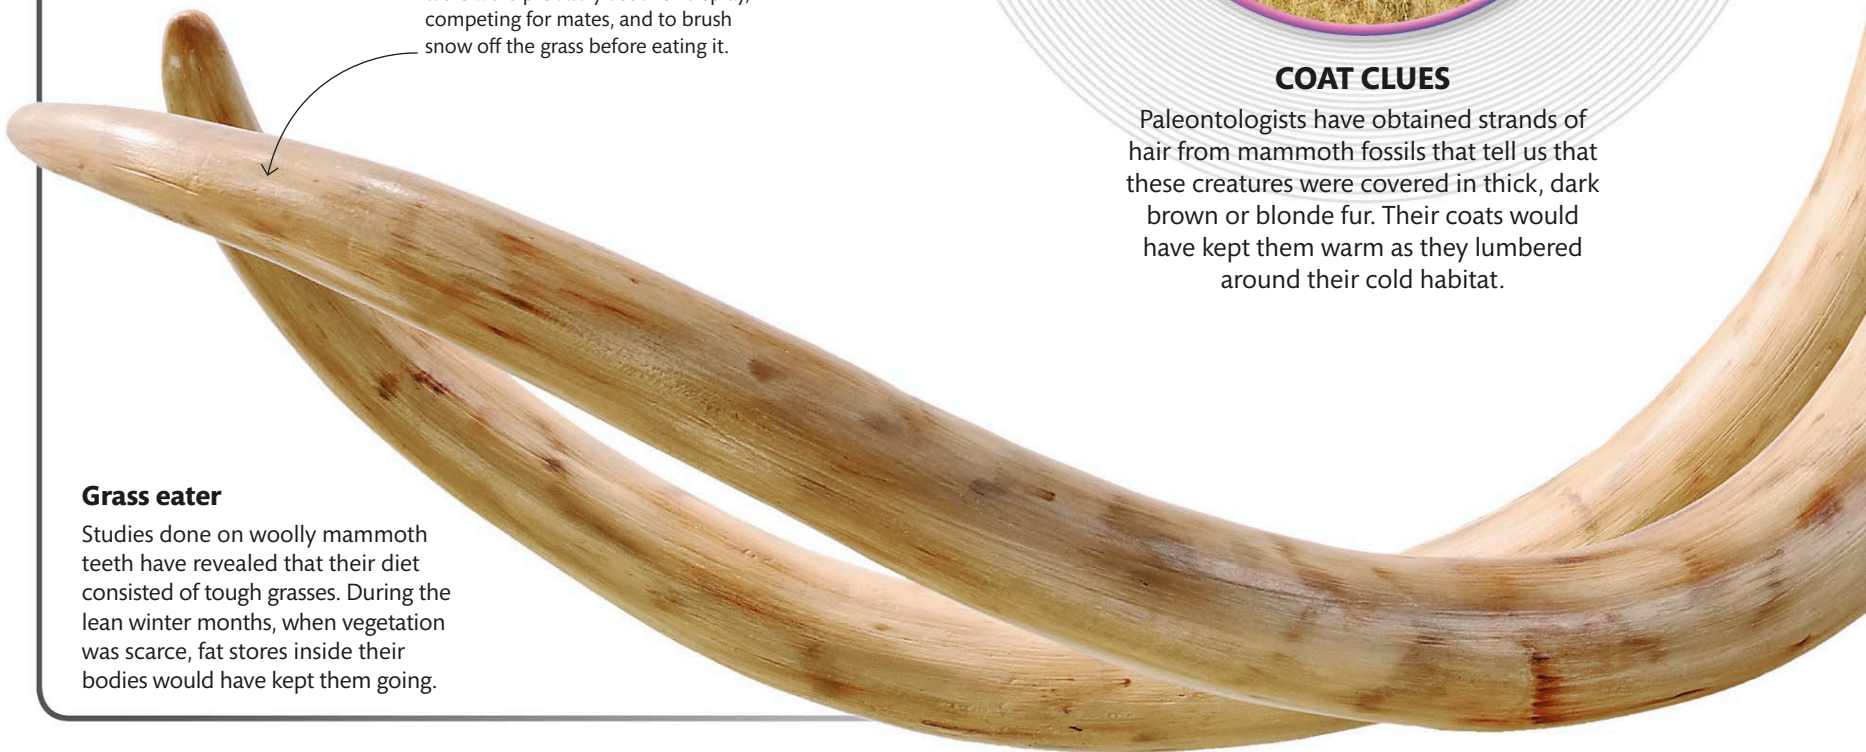 competing for mates, and to brush
snow off the grass before eating it.
COAT CLUES
Paleontologists have obtained strands of
hair from mammoth fossils that tell us that
these creatures were covered in thick, dark
brown or blonde fur. Their coats would
have kept them warm as they lumbered
around their cold habitat.
Grass eater
Studies done on woolly mammoth
teeth have revealed that their diet
consisted of tough grasses. During the
lean winter months, when vegetation
was scarce, fat stores inside their
bodies would have kept them going.